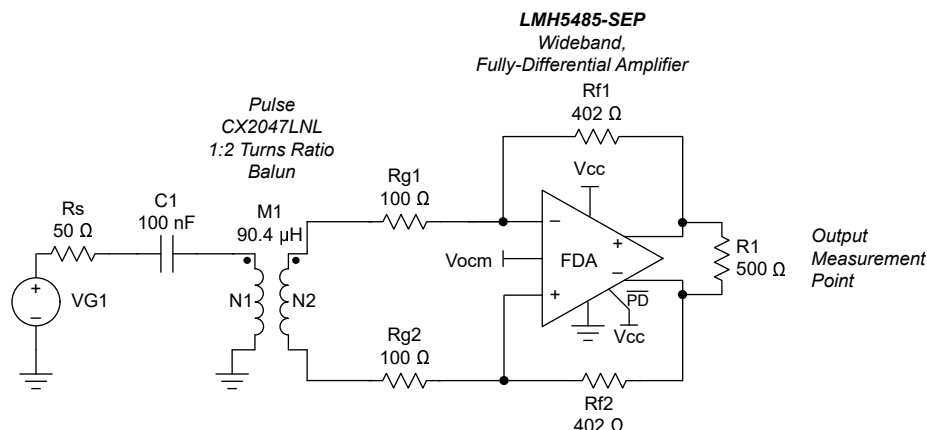 LMH5485-SEP
Wideband,
Fully-Differential Amplifier
Rf1
402 Ω
Pulse
CX2047LNL
1:2 Turns Ratio
Balun
Vcc
Rg1
100 Ω
C1
100 nF
M1
90.4 µH
Rs
50 Ω
–
+
R1
500 Ω
Output
Measurement
Point
Vocm
FDA
+
–
VG1
+
–
N1
N2
PD
Vcc
Rg2
100 Ω
Rf2
402 Ω